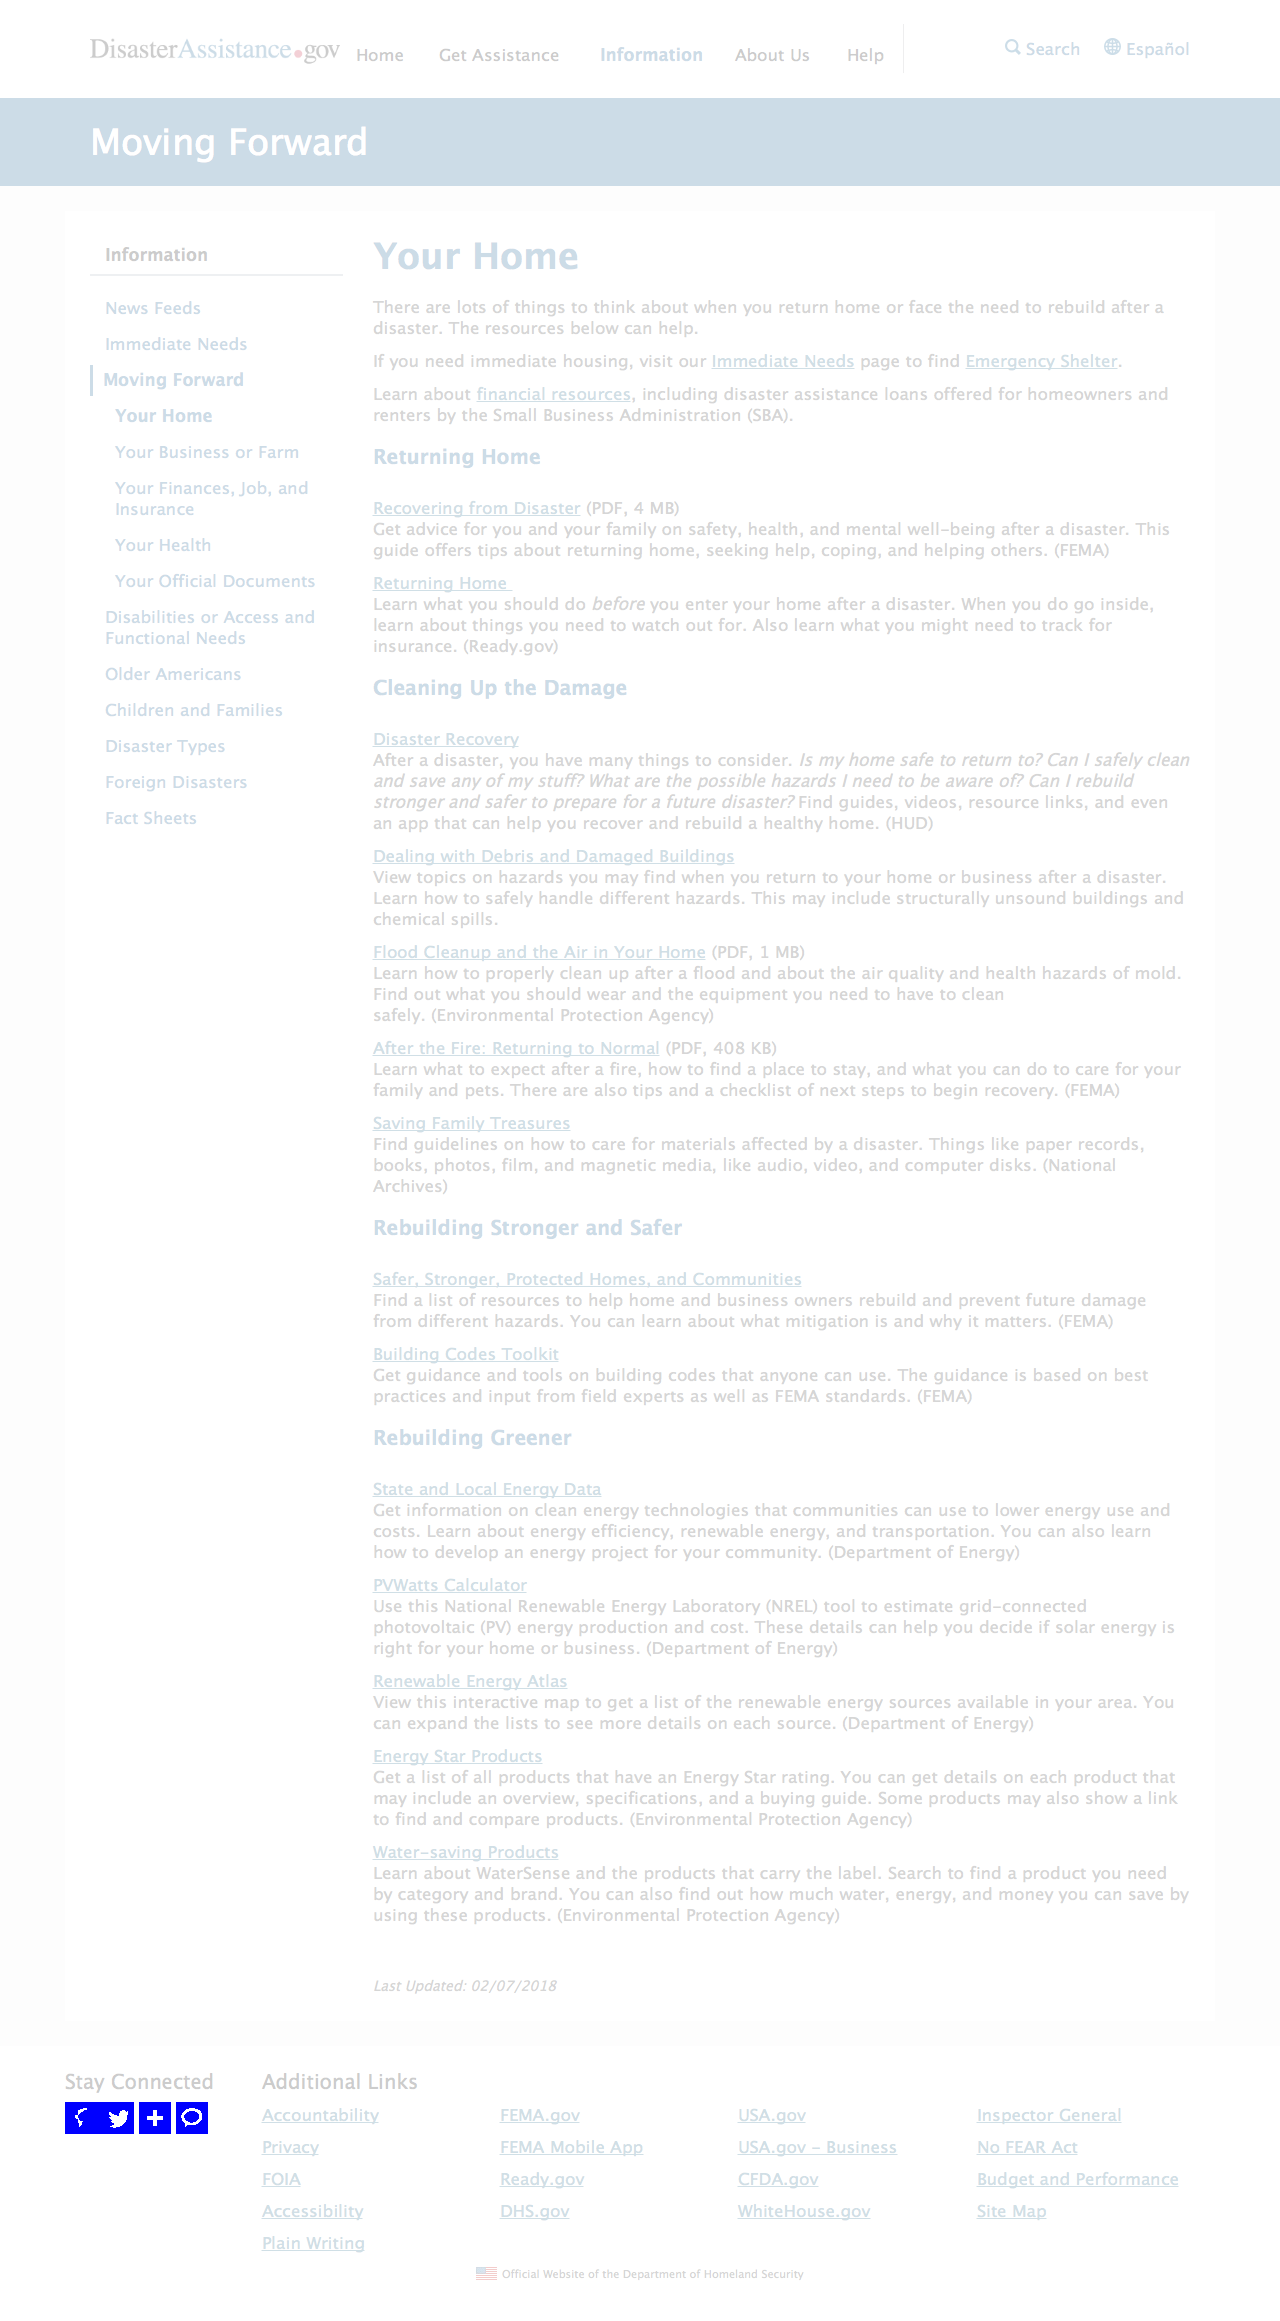 DisasterAssistance.gov
Home
Get Assistance
Information
About Us
Help
Search
Español
Moving Forward
Information
News Feeds
Immediate Needs
Moving Forward
Your Home
Your Business or Farm
Your Finances, Job, and
Insurance
Your Health
Your Official Documents
Disabilities or Access and
Functional Needs
Older Americans
Children and Families
Disaster Types
Foreign Disasters
Fact Sheets
Your Home
There are lots of things to think about when you return home or face the need to rebuild after a
disaster. The resources below can help.
If you need immediate housing, visit our Immediate Needs page to find Emergency Shelter.
Learn about financial resources, including disaster assistance loans offered for homeowners and
renters by the Small Business Administration (SBA).
Returning Home
Recovering from Disaster (PDF, 4 MB)
Get advice for you and your family on safety, health, and mental well-being after a disaster. This
guide offers tips about returning home, seeking help, coping, and helping others. (FEMA)
Returning Home
Learn what you should do before you enter your home after a disaster. When you do go inside,
learn about things you need to watch out for. Also learn what you might need to track for
insurance. (Ready.gov)
Cleaning Up the Damage
Disaster Recovery
After a disaster, you have many things to consider. Is my home safe to return to? Can I safely clean
and save any of my stuff? What are the possible hazards I need to be aware of? Can I rebuild
stronger and safer to prepare for a future disaster? Find guides, videos, resource links, and even
an app that can help you recover and rebuild a healthy home. (HUD)
Dealing with Debris and Damaged Buildings
View topics on hazards you may find when you return to your home or business after a disaster.
Learn how to safely handle different hazards. This may include structurally unsound buildings and
chemical spills.
Flood Cleanup and the Air in Your Home (PDF, 1 MB)
Learn how to properly clean up after a flood and about the air quality and health hazards of mold.
Find out what you should wear and the equipment you need to have to clean
safely. (Environmental Protection Agency)
After the Fire: Returning to Normal (PDF, 408 KB)
Learn what to expect after a fire, how to find a place to stay, and what you can do to care for your
family and pets. There are also tips and a checklist of next steps to begin recovery. (FEMA)
Saving Family Treasures
Find guidelines on how to care for materials affected by a disaster. Things like paper records,
books, photos, film, and magnetic media, like audio, video, and computer disks. (National
Archives)
Rebuilding Stronger and Safer
Safer, Stronger, Protected Homes, and Communities
Find a list of resources to help home and business owners rebuild and prevent future damage
from different hazards. You can learn about what mitigation is and why it matters. (FEMA)
Building Codes Toolkit
Get guidance and tools on building codes that anyone can use. The guidance is based on best
practices and input from field experts as well as FEMA standards. (FEMA)
Rebuilding Greener
State and Local Energy Data
Get information on clean energy technologies that communities can use to lower energy use and
costs. Learn about energy efficiency, renewable energy, and transportation. You can also learn
how to develop an energy project for your community. (Department of Energy)
PVWatts Calculator
Use this National Renewable Energy Laboratory (NREL) tool to estimate grid-connected
photovoltaic (PV) energy production and cost. These details can help you decide if solar energy is
right for your home or business. (Department of Energy)
Renewable Energy Atlas
View this interactive map to get a list of the renewable energy sources available in your area. You
can expand the lists to see more details on each source. (Department of Energy)
Energy Star Products
Get a list of all products that have an Energy Star rating. You can get details on each product that
may include an overview, specifications, and a buying guide. Some products may also show a link
to find and compare products. (Environmental Protection Agency)
Water-saving Products
Learn about WaterSense and the products that carry the label. Search to find a product you need
by category and brand. You can also find out how much water, energy, and money you can save by
using these products. (Environmental Protection Agency)
Last Updated: 02/07/2018
Stay Connected
Additional Links
Accountability
FEMA.gov
USA.gov
Inspector General
Privacy
FEMA Mobile App
USA.gov - Business
No FEAR Act
FOIA
Ready.gov
CFDA.gov
Budget and Performance
Accessibility
DHS.gov
WhiteHouse.gov
Site Map
Plain Writing
Official Website of the Department of Homeland Security